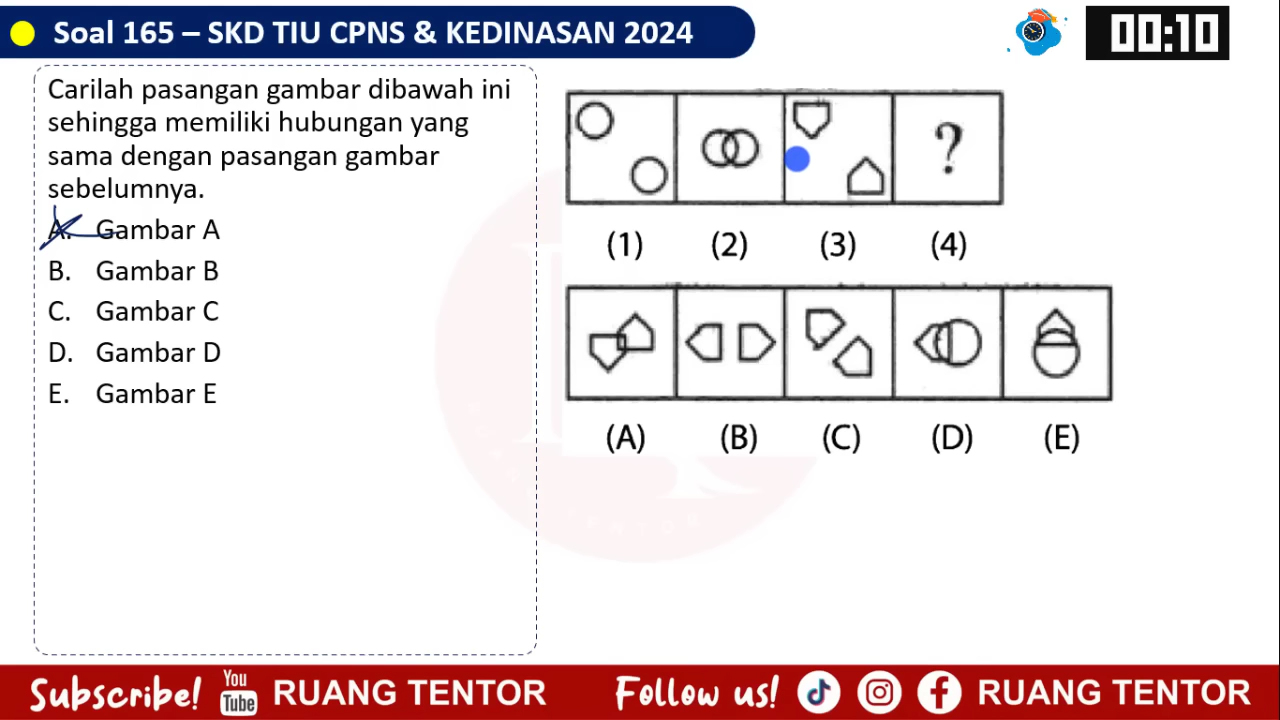 Soal 165 – SKD TIU CPNS & KEDINASAN 2024
00:10
Carilah pasangan gambar dibawah ini
sehingga memiliki hubungan yang
sama dengan pasangan gambar
sebelumnya.
A. Gambar A
B. Gambar B
C. Gambar C
D. Gambar D
E. Gambar E
?
(1) (2) (3) (4)
(A) (B) (C) (D) (E)
Subscribe! You Tube RUANG TENTOR Follow us! RUANG TENTOR